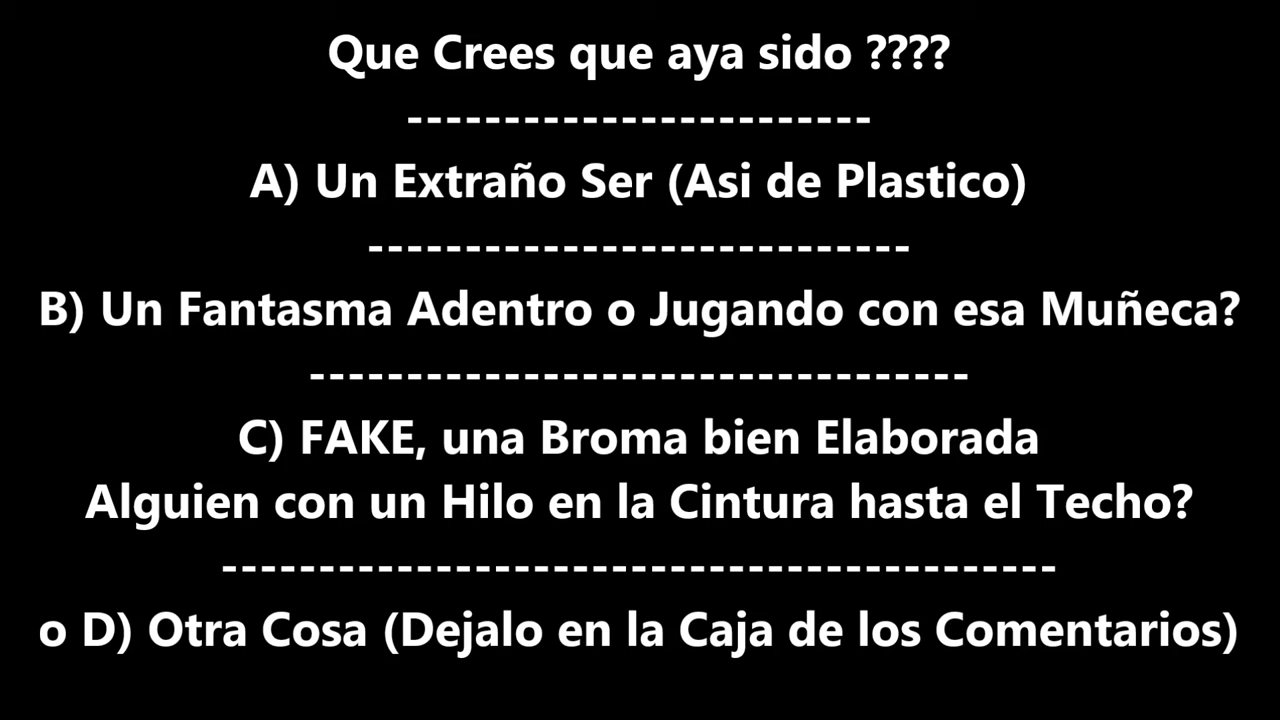 Que Crees que aya sido ????
------------------------
A) Un Extraño Ser (Asi de Plastico)
----------------------------
B) Un Fantasma Adentro o Jugando con esa Muñeca?
----------------------------------
C) FAKE, una Broma bien Elaborada
Alguien con un Hilo en la Cintura hasta el Techo?
-------------------------------------------
o D) Otra Cosa (Dejalo en la Caja de los Comentarios)